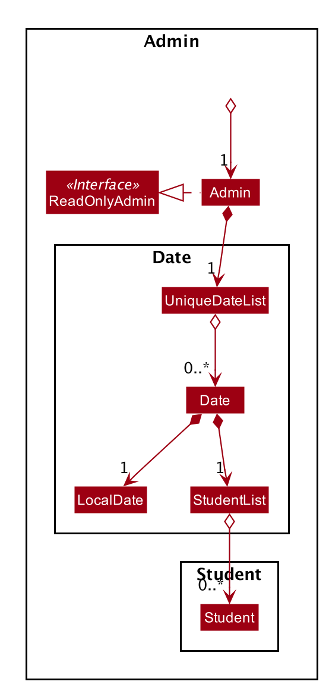 Admin
1
«Interface»
ReadOnlyAdmin
Admin
Date
1
UniqueDateList
0..*
Date
1
1
LocalDate
StudentList
Student
0..*
Student